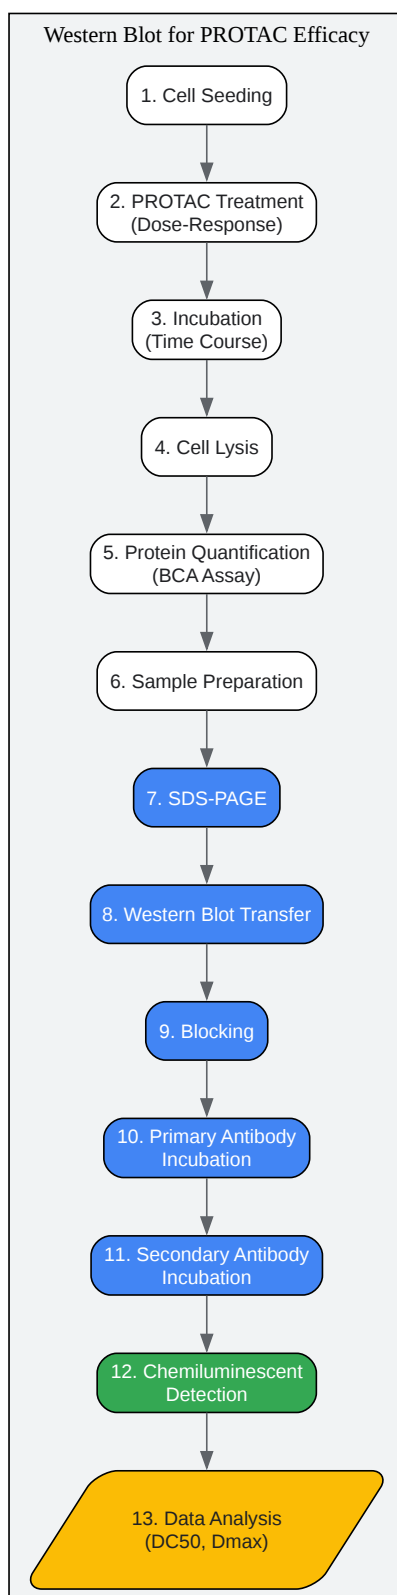 Western Blot for PROTAC Efficacy
1. Cell Seeding
2. PROTAC Treatment
(Dose-Response)
3. Incubation
(Time Course)
4. Cell Lysis
5. Protein Quantification
(BCA Assay)
6. Sample Preparation
7. SDS-PAGE
8. Western Blot Transfer
9. Blocking
10. Primary Antibody
Incubation
11. Secondary Antibody
Incubation
12. Chemiluminescent
Detection
13. Data Analysis
(DC50, Dmax)